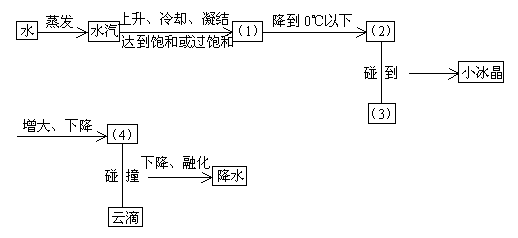 水 蒸发 水汽 上升、冷却、凝结 达到饱和或过饱和 (1) 降到 0℃以下 (2)
碰 到 小冰晶
(3)
增大、下降 (4)
碰 撞 下降、融化 降水
云滴